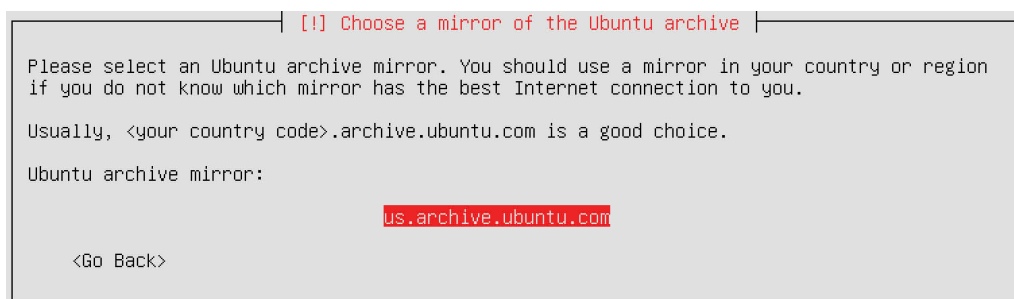 [!] Choose a mirror of the Ubuntu archive
Please select an Ubuntu archive mirror. You should use a mirror in your country or region
if you do not know which mirror has the best Internet connection to you.
Usually, <your country code>.archive.ubuntu.com is a good choice.
Ubuntu archive mirror:
us.archive.ubuntu.com
<Go Back>